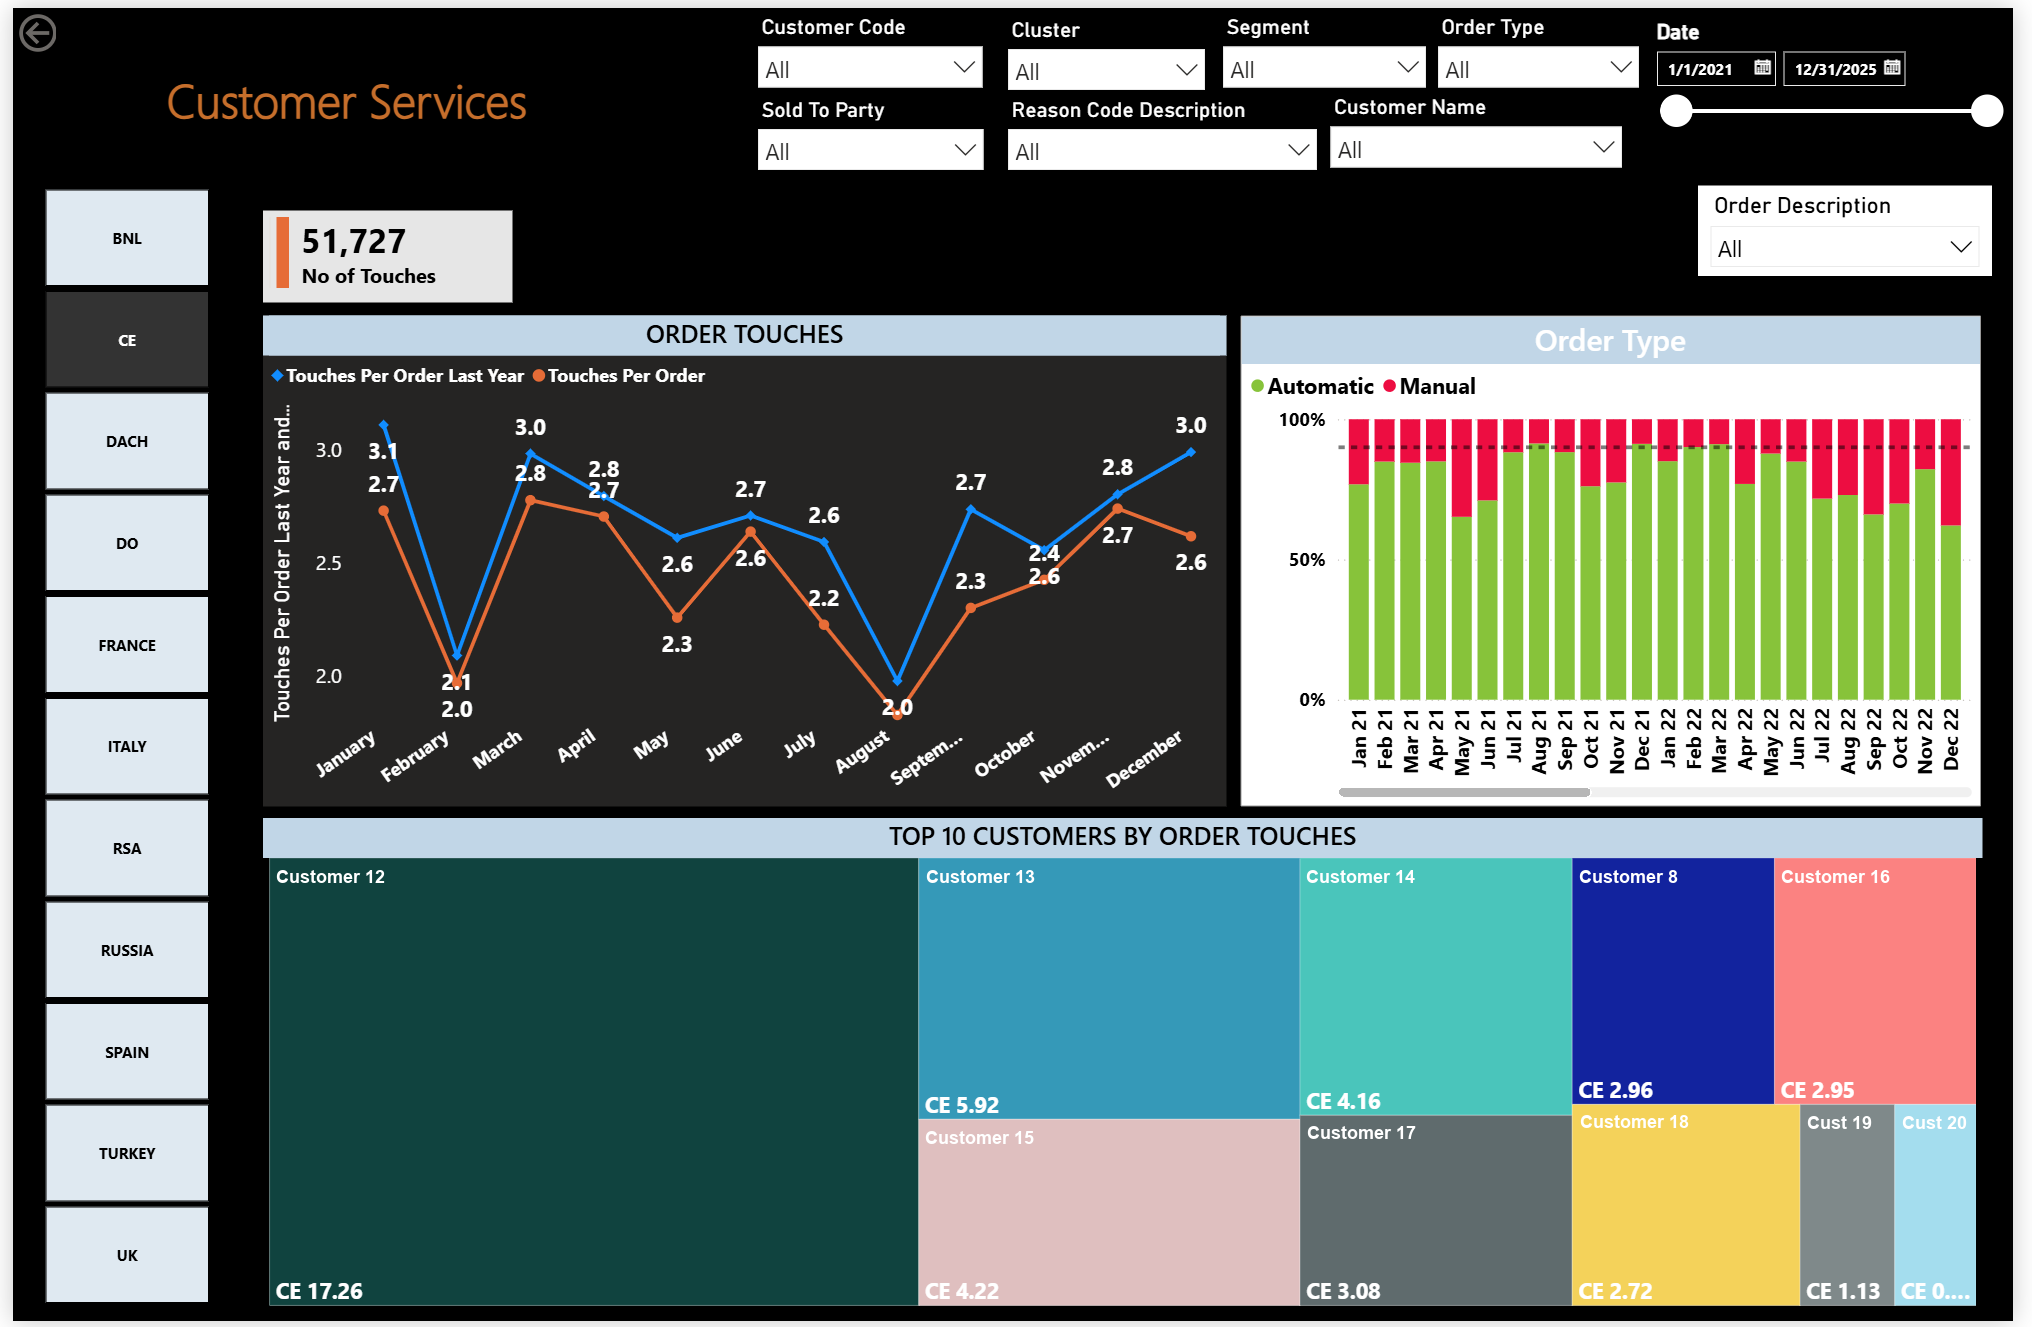 Customer Services
Customer Code
All
Cluster
All
Segment
All
Order Type
All
Date
1/1/2021
12/31/2025
Sold To Party
All
Reason Code Description
All
Customer Name
All
Order Description
All
BNL
CE
DACH
DO
FRANCE
ITALY
RSA
RUSSIA
SPAIN
TURKEY
UK
51,727
No of Touches
ORDER TOUCHES
Touches Per Order Last Year Touches Per Order
Touches Per Order Last Year and...
3.0
2.5
2.0
3.1
2.7
2.1
2.0
3.0
2.8
2.8
2.7
2.6
2.3
2.7
2.6
2.6
2.2
2.0
2.7
2.3
2.4
2.6
2.8
2.7
3.0
2.6
January
February
March
April
May
June
July
August
Septem...
October
Novem...
December
Order Type
Automatic Manual
100%
50%
0%
Jan 21
Feb 21
Mar 21
Apr 21
May 21
Jun 21
Jul 21
Aug 21
Sep 21
Oct 21
Nov 21
Dec 21
Jan 22
Feb 22
Mar 22
Apr 22
May 22
Jun 22
Jul 22
Aug 22
Sep 22
Oct 22
Nov 22
Dec 22
TOP 10 CUSTOMERS BY ORDER TOUCHES
Customer 12
CE 17.26
Customer 13
CE 5.92
Customer 15
CE 4.22
Customer 14
CE 4.16
Customer 17
CE 3.08
Customer 8
CE 2.96
Customer 16
CE 2.95
Customer 18
CE 2.72
Cust 19
CE 1.13
Cust 20
CE 0....